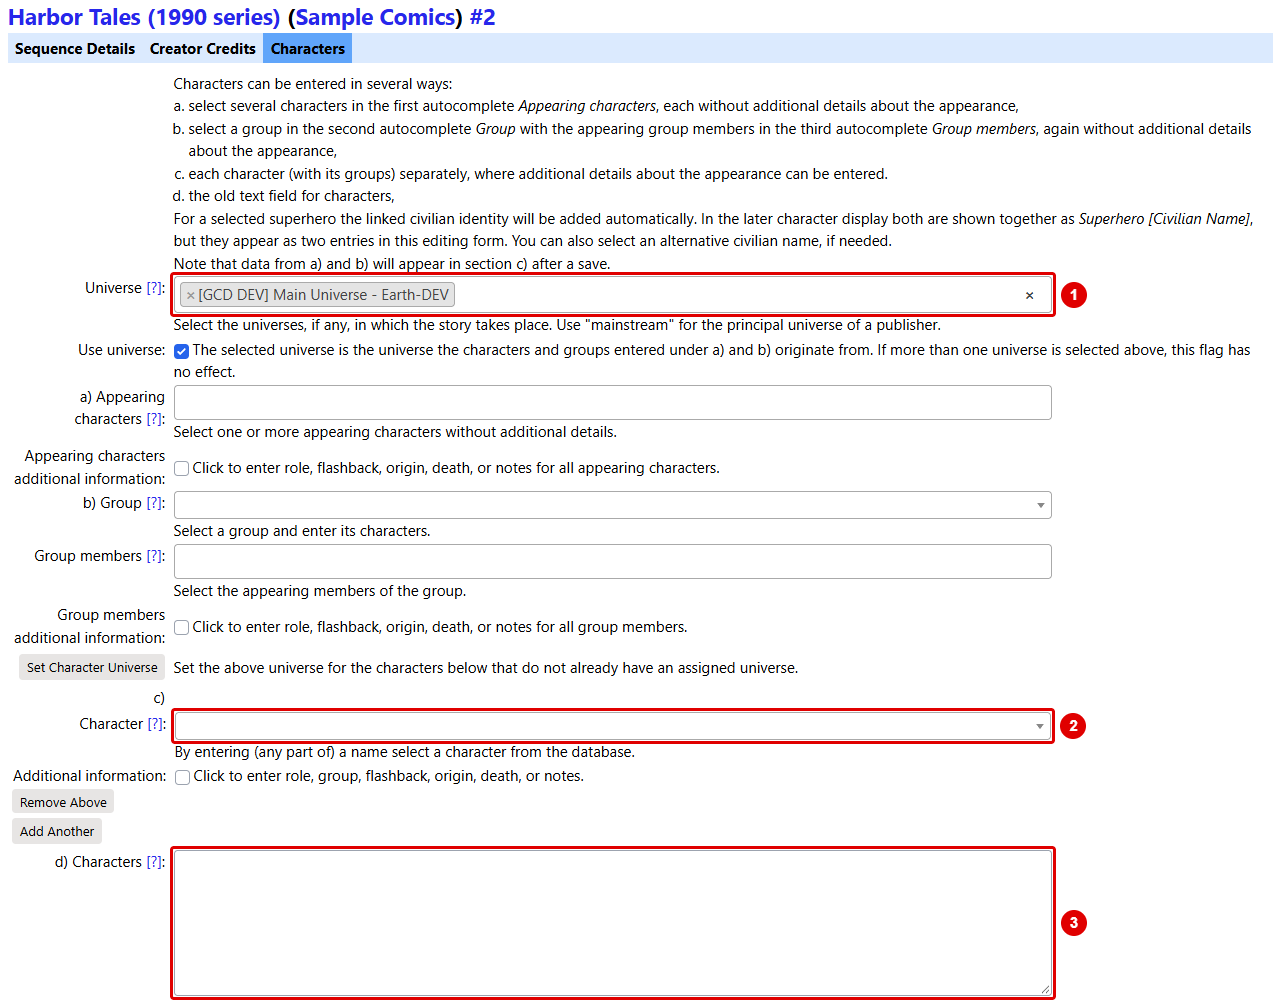 Harbor Tales (1990 series) (Sample Comics) #2
Sequence Details Creator Credits Characters
Characters can be entered in several ways:
a. select several characters in the first autocomplete Appearing characters, each without additional details about the appearance,
b. select a group in the second autocomplete Group with the appearing group members in the third autocomplete Group members, again without additional details
about the appearance,
c. each character (with its groups) separately, where additional details about the appearance can be entered.
d. the old text field for characters,
For a selected superhero the linked civilian identity will be added automatically. In the later character display both are shown together as Superhero [Civilian Name],
but they appear as two entries in this editing form. You can also select an alternative civilian name, if needed.
Note that data from a) and b) will appear in section c) after a save.
Universe [?]: × [GCD DEV] Main Universe - Earth-DEV × 1
Select the universes, if any, in which the story takes place. Use "mainstream" for the principal universe of a publisher.
Use universe: The selected universe is the universe the characters and groups entered under a) and b) originate from. If more than one universe is selected above, this flag has
no effect.
a) Appearing
characters [?]:
Select one or more appearing characters without additional details.
Appearing characters
additional information: Click to enter role, flashback, origin, death, or notes for all appearing characters.
b) Group [?]:
Select a group and enter its characters.
Group members [?]:
Select the appearing members of the group.
Group members
additional information: Click to enter role, flashback, origin, death, or notes for all group members.
Set Character Universe Set the above universe for the characters below that do not already have an assigned universe.
c)
Character [?]: 2
By entering (any part of) a name select a character from the database.
Additional information: Click to enter role, group, flashback, origin, death, or notes.
Remove Above
Add Another
d) Characters [?]:
3